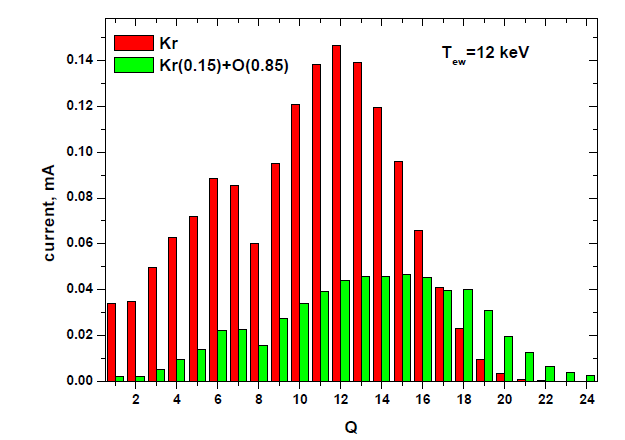 Kr
Kr(0.15)+O(0.85)
T_ew=12 keV
current, mA
0.14
0.12
0.10
0.08
0.06
0.04
0.02
0.00
2 4 6 8 10 12 14 16 18 20 22 24
Q